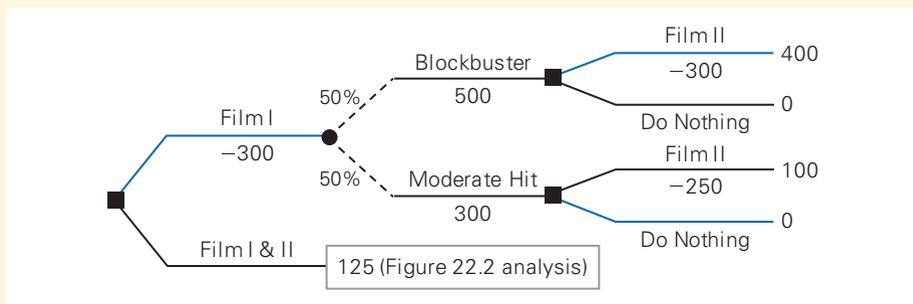 Film II
400
Blockbuster
−300
50%
500
0
Film I
Do Nothing
−300
Film II
50%
Moderate Hit
100
−250
300
0
Do Nothing
Film I & II
125 (Figure 22.2 analysis)